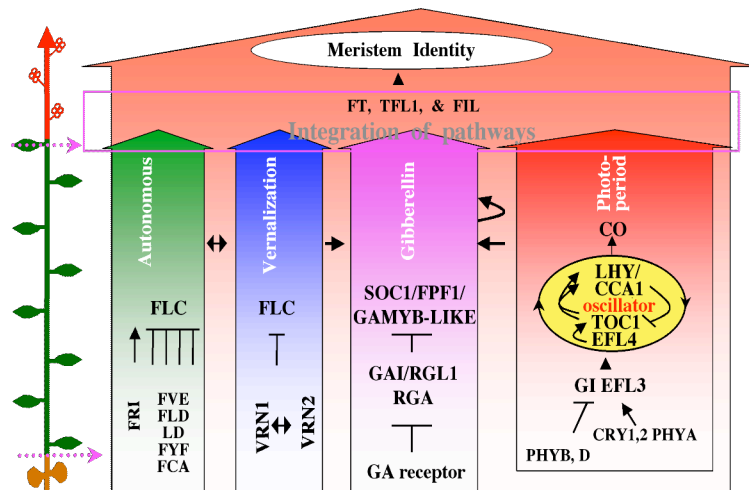 Meristem Identity
FT, TFL1, & FIL
Integration of pathways
Autonomous
FLC
FRI
FVE
FLD
LD
FYF
FCA
Vernalization
FLC
VRN1
VRN2
Gibberellin
SOC1/FPF1/
GAMYB-LIKE
GAI/RGL1
RGA
GA receptor
Photo-
period
CO
LHY/
CCA1
oscillator
TOC1
EFL4
GI EFL3
CRY1,2 PHYA
PHYB, D